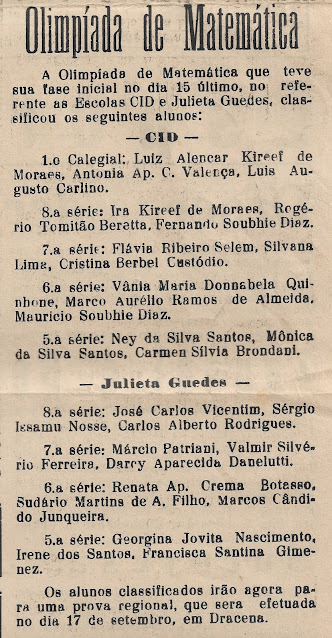 Olimpíada de Matemática
A Olimpíada de Matemática que teve
sua fase inicial no dia 15 último, no refe-
rente as Escolas CID e Julieta Guedes, clas-
sificou os seguintes alunos:
— CID —
1.o Calegial: Luiz Alencar Kireef de
Moraes, Antonia Ap. C. Valença, Luis Au-
gusto Carlino.
8.a série: Ira Kireef de Moraes, Rogé-
rio Tomitão Beretta, Fernando Soubhie Diaz.
7.a série: Flávia Ribeiro Selem, Silvana
Lima, Cristina Berbel Custódio.
6.a série: Vânia Maria Donnabela Qui-
nhone, Marco Aurélio Ramos de Almeida,
Mauricio Soubhie Diaz.
5.a série: Ney da Silva Santos, Mônica
da Silva Santos, Carmen Sílvia Brondani.
— Julieta Guedes —
8.a série: José Carlos Vicentim, Sérgio
Issamu Nosse, Carlos Alberto Rodrigues.
7.a série: Márcio Patriani, Valmir Silvé-
rio Ferreira, Darcy Aparecida Danelutti.
6.a série: Renata Ap. Crema Botasso,
Sudário Martins de A. Filho, Marcos Cândi-
do Junqueira.
5.a série: Georgina Jovita Nascimento,
Irene dos Santos, Francisca Santina Gime-
nez.
Os alunos classificados irão agora pa-
ra uma prova regional, que sera efetuada
no dia 17 de setembro, em Dracena.